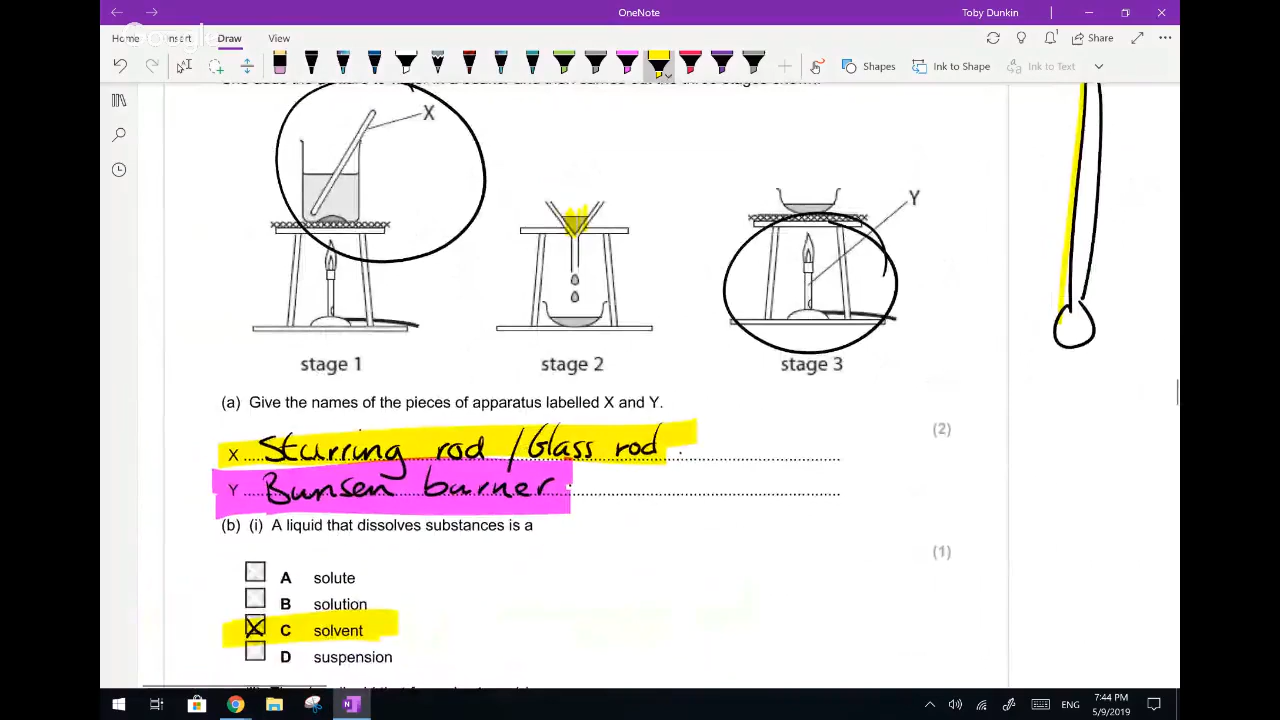 OneNote
Toby Dunkin
Google
Home Insert Draw View
Share
Shapes
Ink to Shape
Ink to Text
X
Y
stage 1
stage 2
stage 3
(a) Give the names of the pieces of apparatus labelled X and Y.
(2)
X Sturring rod / Glass rod
Y Bunsen burner
(b) (i) A liquid that dissolves substances is a
(1)
A solute
B solution
C solvent
D suspension
ENG
7:44 PM
5/9/2019